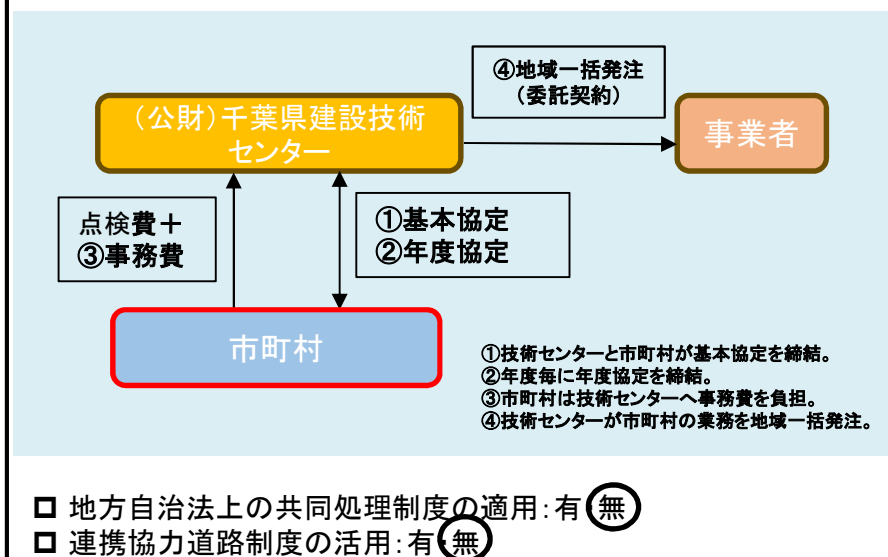 ④地域一括発注
（委託契約）
（公財）千葉県建設技術
センター
事業者
点検費＋
③事務費
①基本協定
②年度協定
市町村
①技術センターと市町村が基本協定を締結。
②年度毎に年度協定を締結。
③市町村は技術センターへ事務費を負担。
④技術センターが市町村の業務を地域一括発注。
□ 地方自治法上の共同処理制度の適用：有・無
□ 連携協力道路制度の活用：有・無